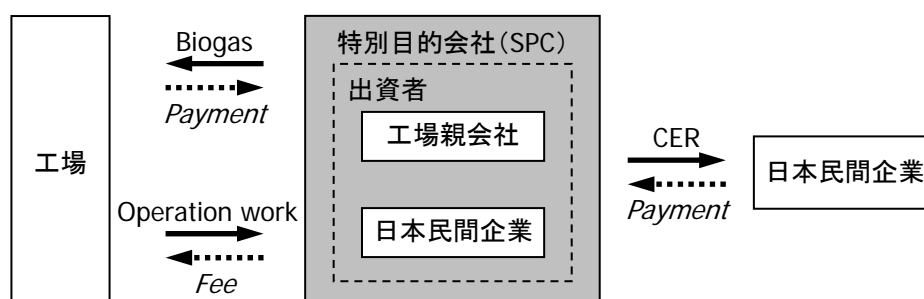 工場
Biogas
Payment
Operation work
Fee
特別目的会社（SPC）
出資者
工場親会社
日本民間企業
CER
Payment
日本民間企業